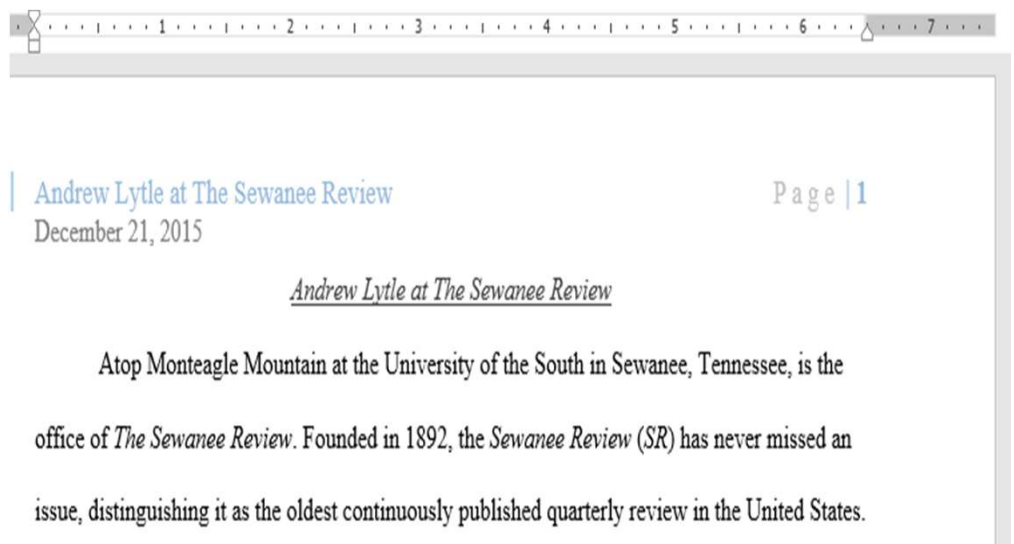 1 2 3 4 5 6 7
Andrew Lytle at The Sewanee Review Page | 1
December 21, 2015
Andrew Lytle at The Sewanee Review
Atop Monteagle Mountain at the University of the South in Sewanee, Tennessee, is the
office of The Sewanee Review. Founded in 1892, the Sewanee Review (SR) has never missed an
issue, distinguishing it as the oldest continuously published quarterly review in the United States.